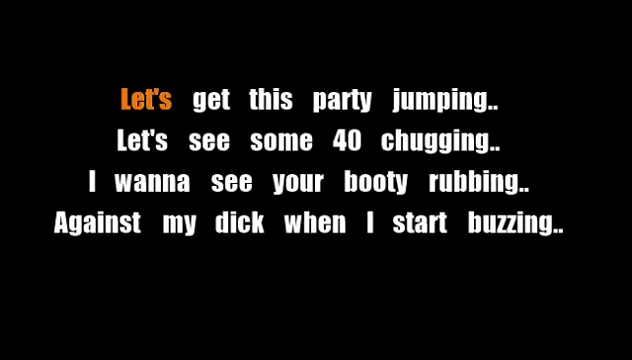 Let's get this party jumping..
Let's see some 40 chugging..
I wanna see your booty rubbing..
Against my dick when I start buzzing..